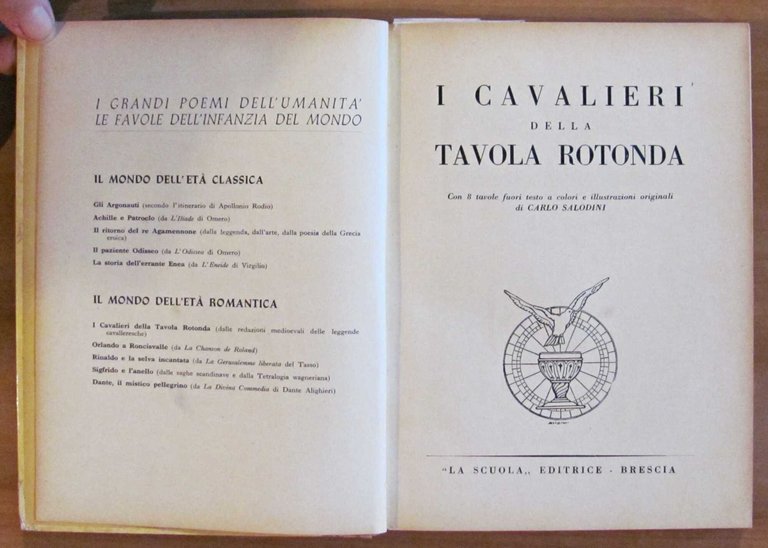 I GRANDI POEMI DELL'UMANITA'
LE FAVOLE DELL'INFANZIA DEL MONDO
IL MONDO DELL'ETÀ CLASSICA
Gli Argonauti (secondo l'itineratio di Apollonio Rodio)
Achille e Patroclo (da L'Iliade di Omero)
Il ritorno del re Agamennone (dalla leggenda, dall'arte, dalla poesia della Grecia
eroica)
Il paziente Odisseo (da L'Odissea di Omero)
La storia dell'errante Enea (da L'Eneide di Virgilio)
IL MONDO DELL'ETÀ ROMANTICA
I Cavalieri della Tavola Rotonda (dalle redazioni medioevali delle leggende
cavalleresche)
Orlando a Roncisvalle (da La Chanson de Roland)
Rinaldo e la selva incantata (da La Gerusalemme liberata del Tasso)
Sigfrido e l'anello (dalle saghe scandinave e dalla Tetralogia wagneriana)
Dante, il mistico pellegrino (da La Divina Commedia di Dante Alighieri)
I CAVALIERI
DELLA
TAVOLA ROTONDA
Con 8 tavole fuori testo a colori e illustrazioni originali
di CARLO SALODINI
"LA SCUOLA„ EDITRICE - BRESCIA